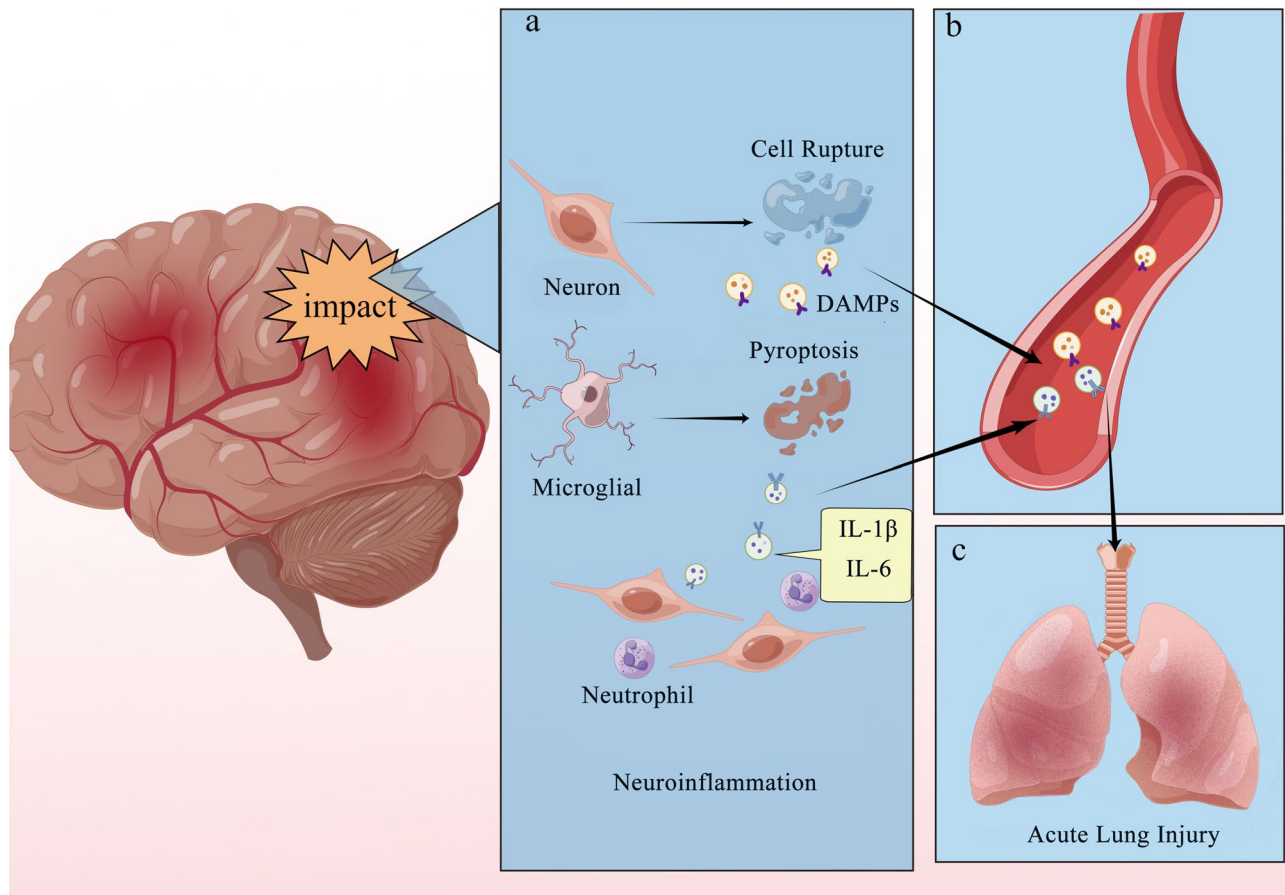 impact
a
Cell Rupture
Neuron
DAMPs
Pyroptosis
Microglial
IL-1β
IL-6
Neutrophil
Neuroinflammation
b
c
Acute Lung Injury